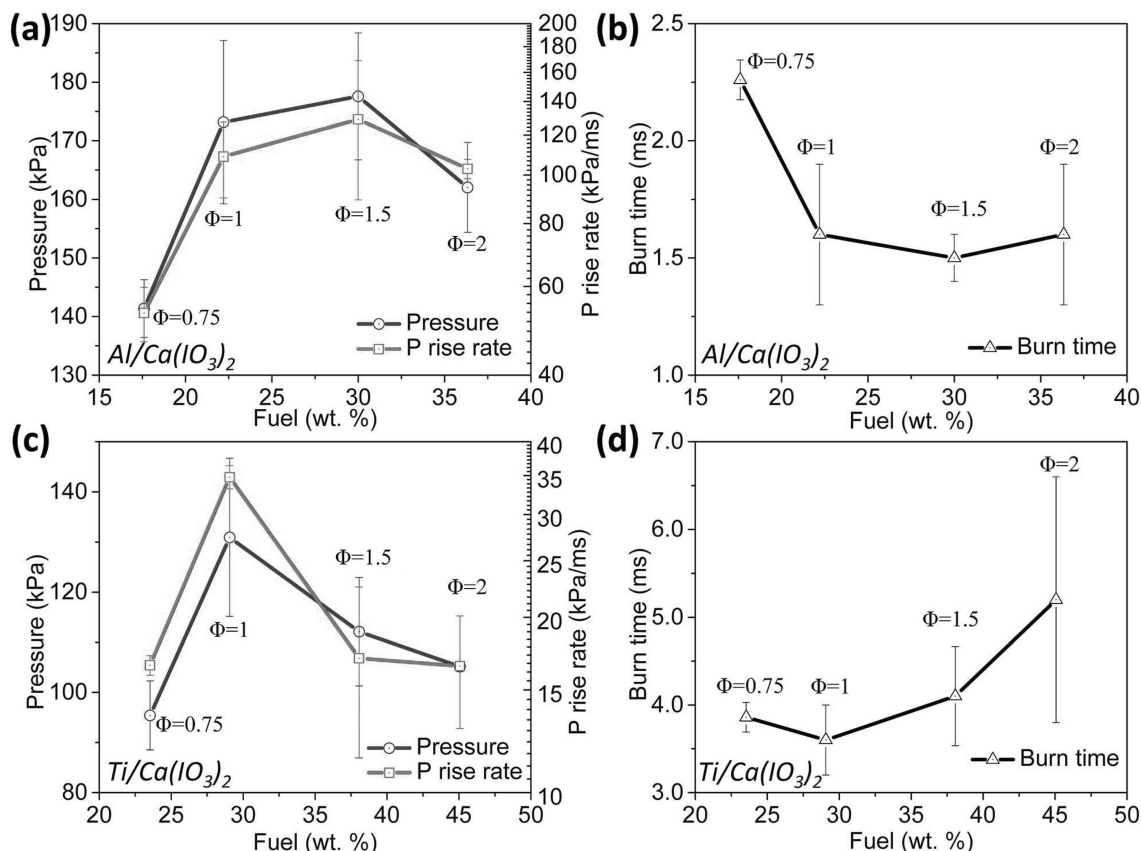 (a)
190
180
170
160
150
140
130
Pressure (kPa)
200
160
140
120
100
80
60
40
P rise rate (kPa/ms)
Φ=0.75
Φ=1
Φ=1.5
Φ=2
Pressure
P rise rate
Al/Ca(IO3)2
15 20 25 30 35 40
Fuel (wt. %)
(b)
2.5
2.0
1.5
1.0
Burn time (ms)
Φ=0.75
Φ=1
Φ=1.5
Φ=2
Burn time
Al/Ca(IO3)2
15 20 25 30 35 40
Fuel (wt. %)
(c)
140
120
100
80
Pressure (kPa)
40
35
30
25
20
15
10
P rise rate (kPa/ms)
Φ=0.75
Φ=1
Φ=1.5
Φ=2
Pressure
P rise rate
Ti/Ca(IO3)2
20 25 30 35 40 45 50
Fuel (wt. %)
(d)
7.0
6.0
5.0
4.0
3.0
Burn time (ms)
Φ=0.75
Φ=1
Φ=1.5
Φ=2
Burn time
Ti/Ca(IO3)2
20 25 30 35 40 45 50
Fuel (wt. %)